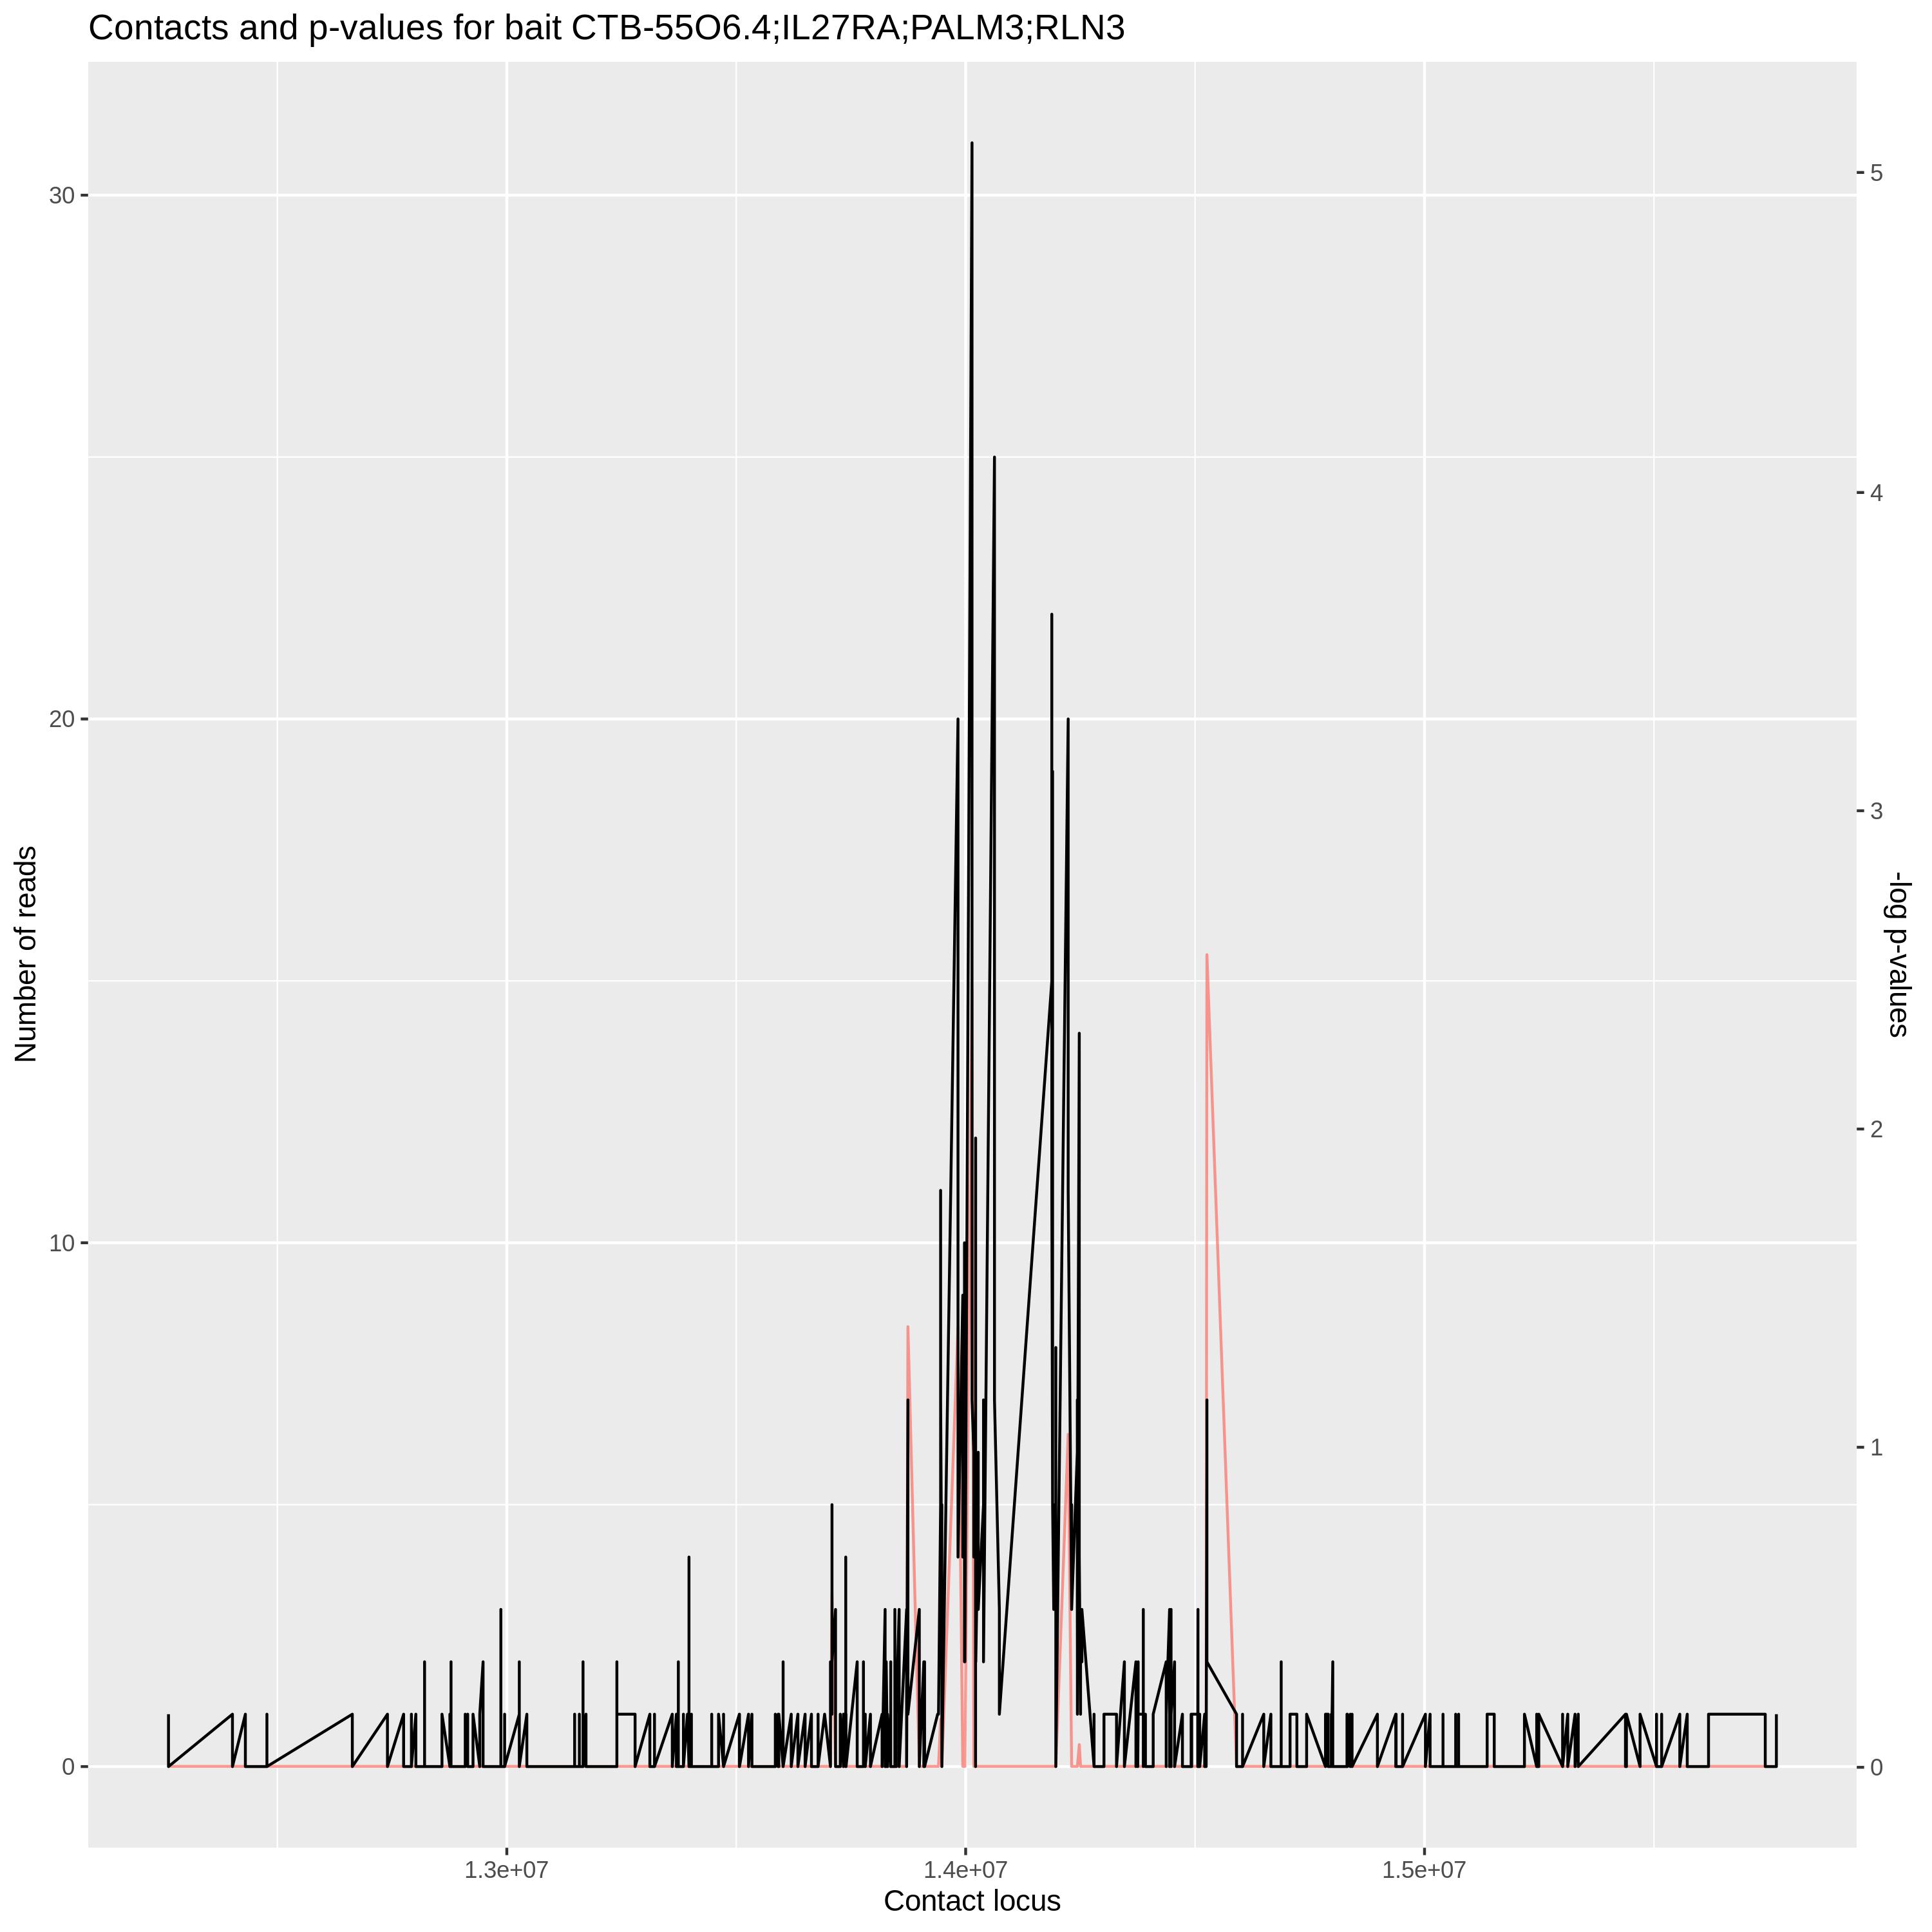 Contacts and p-values for bait CTB-55O6.4;IL27RA;PALM3;RLN3
30
20
10
0
Number of reads
5
4
3
2
1
0
-log p-values
1.3e+07 1.4e+07 1.5e+07
Contact locus